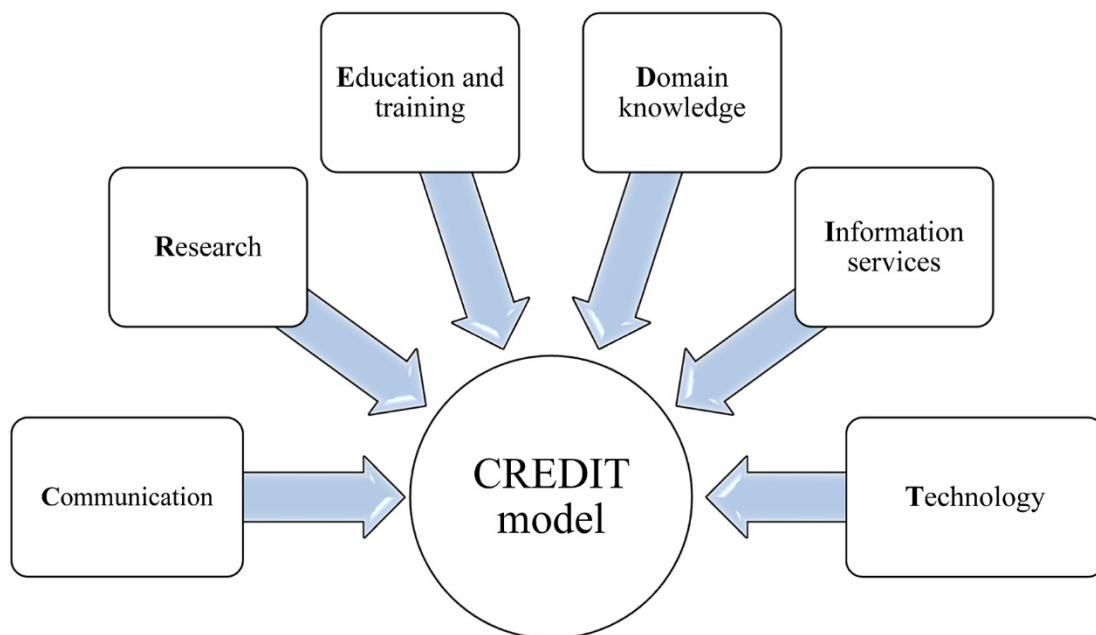 Communication
Research
Education and
training
Domain
knowledge
Information
services
Technology
CREDIT
model